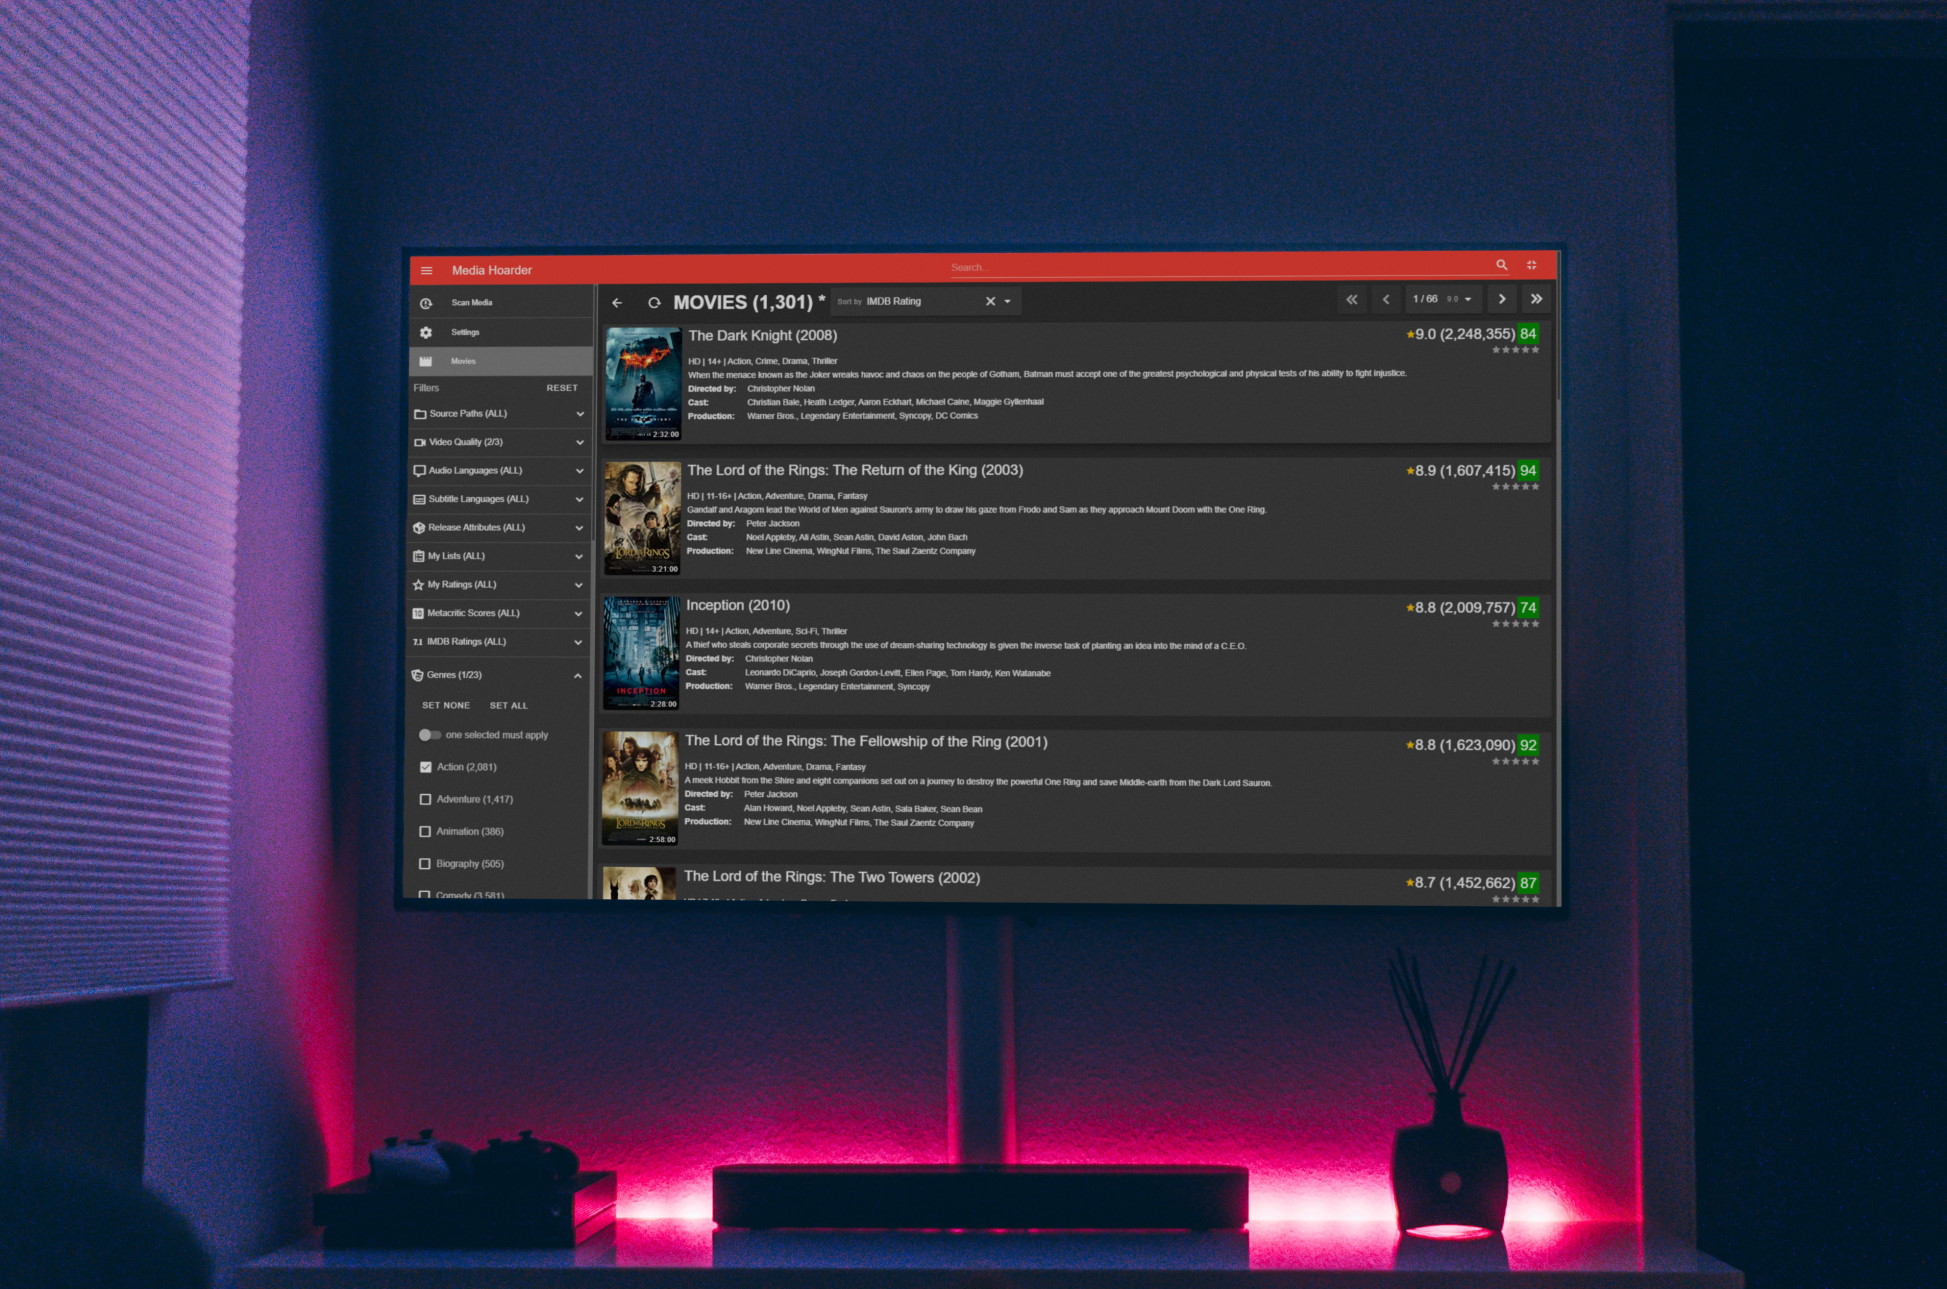 Media Hoarder
Search...
Scan Media
Settings
Movies
Filters RESET
Source Paths (ALL)
Video Quality (2/3)
Audio Languages (ALL)
Subtitle Languages (ALL)
Release Attributes (ALL)
My Lists (ALL)
My Ratings (ALL)
10 Metacritic Scores (ALL)
7.1 IMDB Ratings (ALL)
Genres (1/23)
SET NONE SET ALL
one selected must apply
Action (2,081)
Adventure (1,417)
Animation (386)
Biography (505)
Comedy (3,581)
MOVIES (1,301) * Sort by IMDB Rating 1 / 66 9.0
The Dark Knight (2008) 9.0 (2,248,355) 84
HD | 14+ | Action, Crime, Drama, Thriller
When the menace known as the Joker wreaks havoc and chaos on the people of Gotham, Batman must accept one of the greatest psychological and physical tests of his ability to fight injustice.
Directed by: Christopher Nolan
Cast: Christian Bale, Heath Ledger, Aaron Eckhart, Michael Caine, Maggie Gyllenhaal
Production: Warner Bros., Legendary Entertainment, Syncopy, DC Comics
2:32:00
The Lord of the Rings: The Return of the King (2003) 8.9 (1,607,415) 94
HD | 11-16+ | Action, Adventure, Drama, Fantasy
Gandalf and Aragorn lead the World of Men against Sauron's army to draw his gaze from Frodo and Sam as they approach Mount Doom with the One Ring.
Directed by: Peter Jackson
Cast: Noel Appleby, Ali Astin, Sean Astin, David Aston, John Bach
Production: New Line Cinema, WingNut Films, The Saul Zaentz Company
3:21:00
Inception (2010) 8.8 (2,009,757) 74
HD | 14+ | Action, Adventure, Sci-Fi, Thriller
A thief who steals corporate secrets through the use of dream-sharing technology is given the inverse task of planting an idea into the mind of a C.E.O.
Directed by: Christopher Nolan
Cast: Leonardo DiCaprio, Joseph Gordon-Levitt, Ellen Page, Tom Hardy, Ken Watanabe
Production: Warner Bros., Legendary Entertainment, Syncopy
INCEPTION
2:28:00
The Lord of the Rings: The Fellowship of the Ring (2001) 8.8 (1,623,090) 92
HD | 11-16+ | Action, Adventure, Drama, Fantasy
A meek Hobbit from the Shire and eight companions set out on a journey to destroy the powerful One Ring and save Middle-earth from the Dark Lord Sauron.
Directed by: Peter Jackson
Cast: Alan Howard, Noel Appleby, Sean Astin, Sala Baker, Sean Bean
Production: New Line Cinema, WingNut Films, The Saul Zaentz Company
2:58:00
The Lord of the Rings: The Two Towers (2002) 8.7 (1,452,662) 87